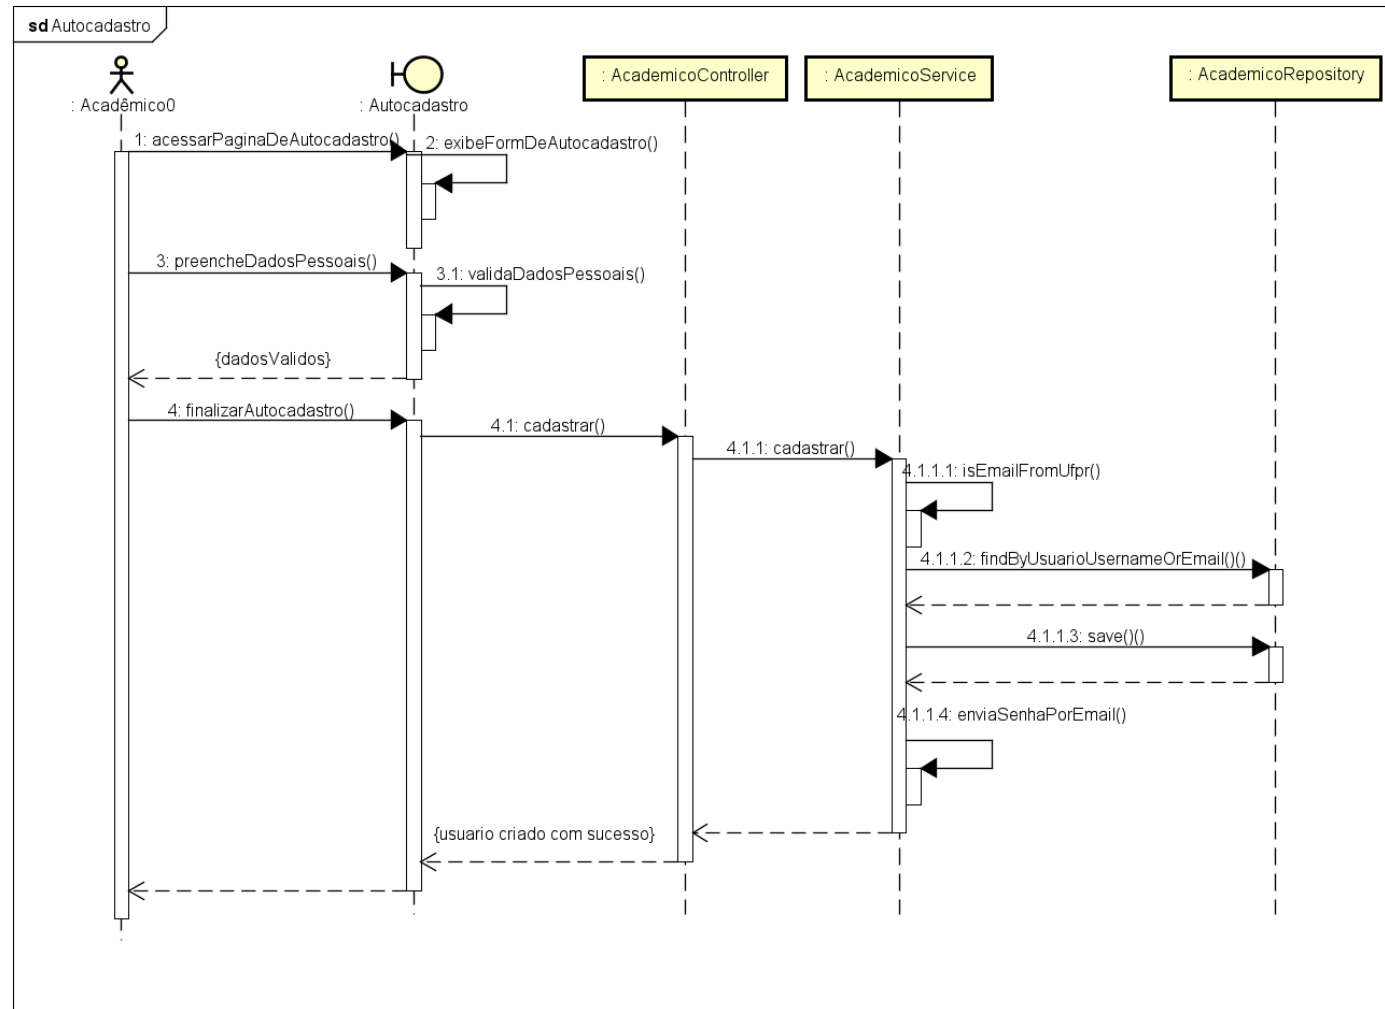 sd Autocadastro
: Acadêmico0
: Autocadastro
: AcademicoController
: AcademicoService
: AcademicoRepository
1: acessarPaginaDeAutocadastro()
2: exibeFormDeAutocadastro()
3: preencheDadosPessoais()
3.1: validaDadosPessoais()
{dadosValidos}
4: finalizarAutocadastro()
4.1: cadastrar()
4.1.1: cadastrar()
4.1.1.1: isEmailFromUfpr()
4.1.1.2: findByUsuarioUsernameOrEmail()()
4.1.1.3: save()()
4.1.1.4: enviaSenhaPorEmail()
{usuario criado com sucesso}